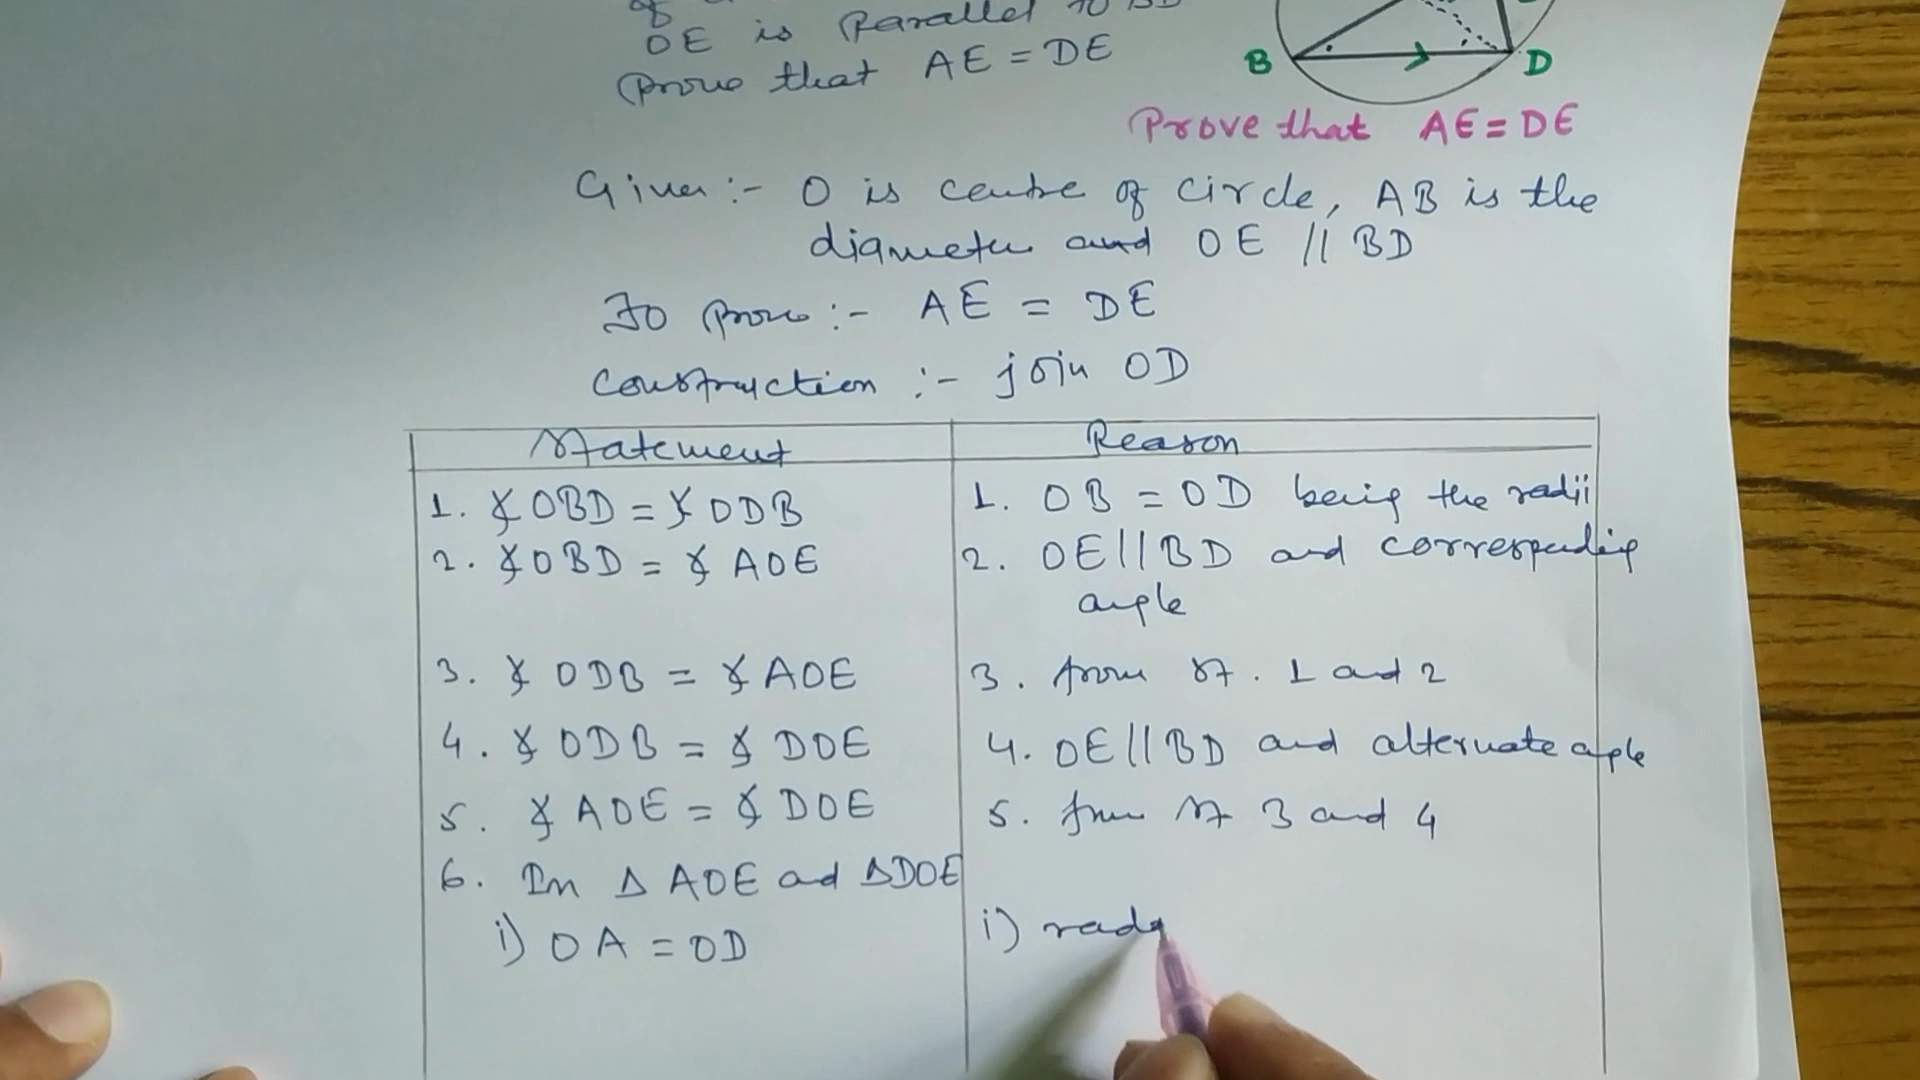 OE is parallel to BD
Prove that AE = DE
B
D
Prove that AE = DE
Given :- O is centre of circle, AB is the
diameter and OE // BD
To prove :- AE = DE
Construction :- join OD
Statement
Reason
1. ∡ OBD = ∡ ODB
1. OB = OD being the radii
2. ∡ OBD = ∡ AOE
2. OE // BD and corresponding
angle
3. ∡ ODB = ∡ AOE
3. from st. 1 and 2
4. ∡ ODB = ∡ DOE
4. OE // BD and alternate angle
5. ∡ AOE = ∡ DOE
5. from st 3 and 4
6. In Δ AOE and Δ DOE
i) OA = OD
i) rad